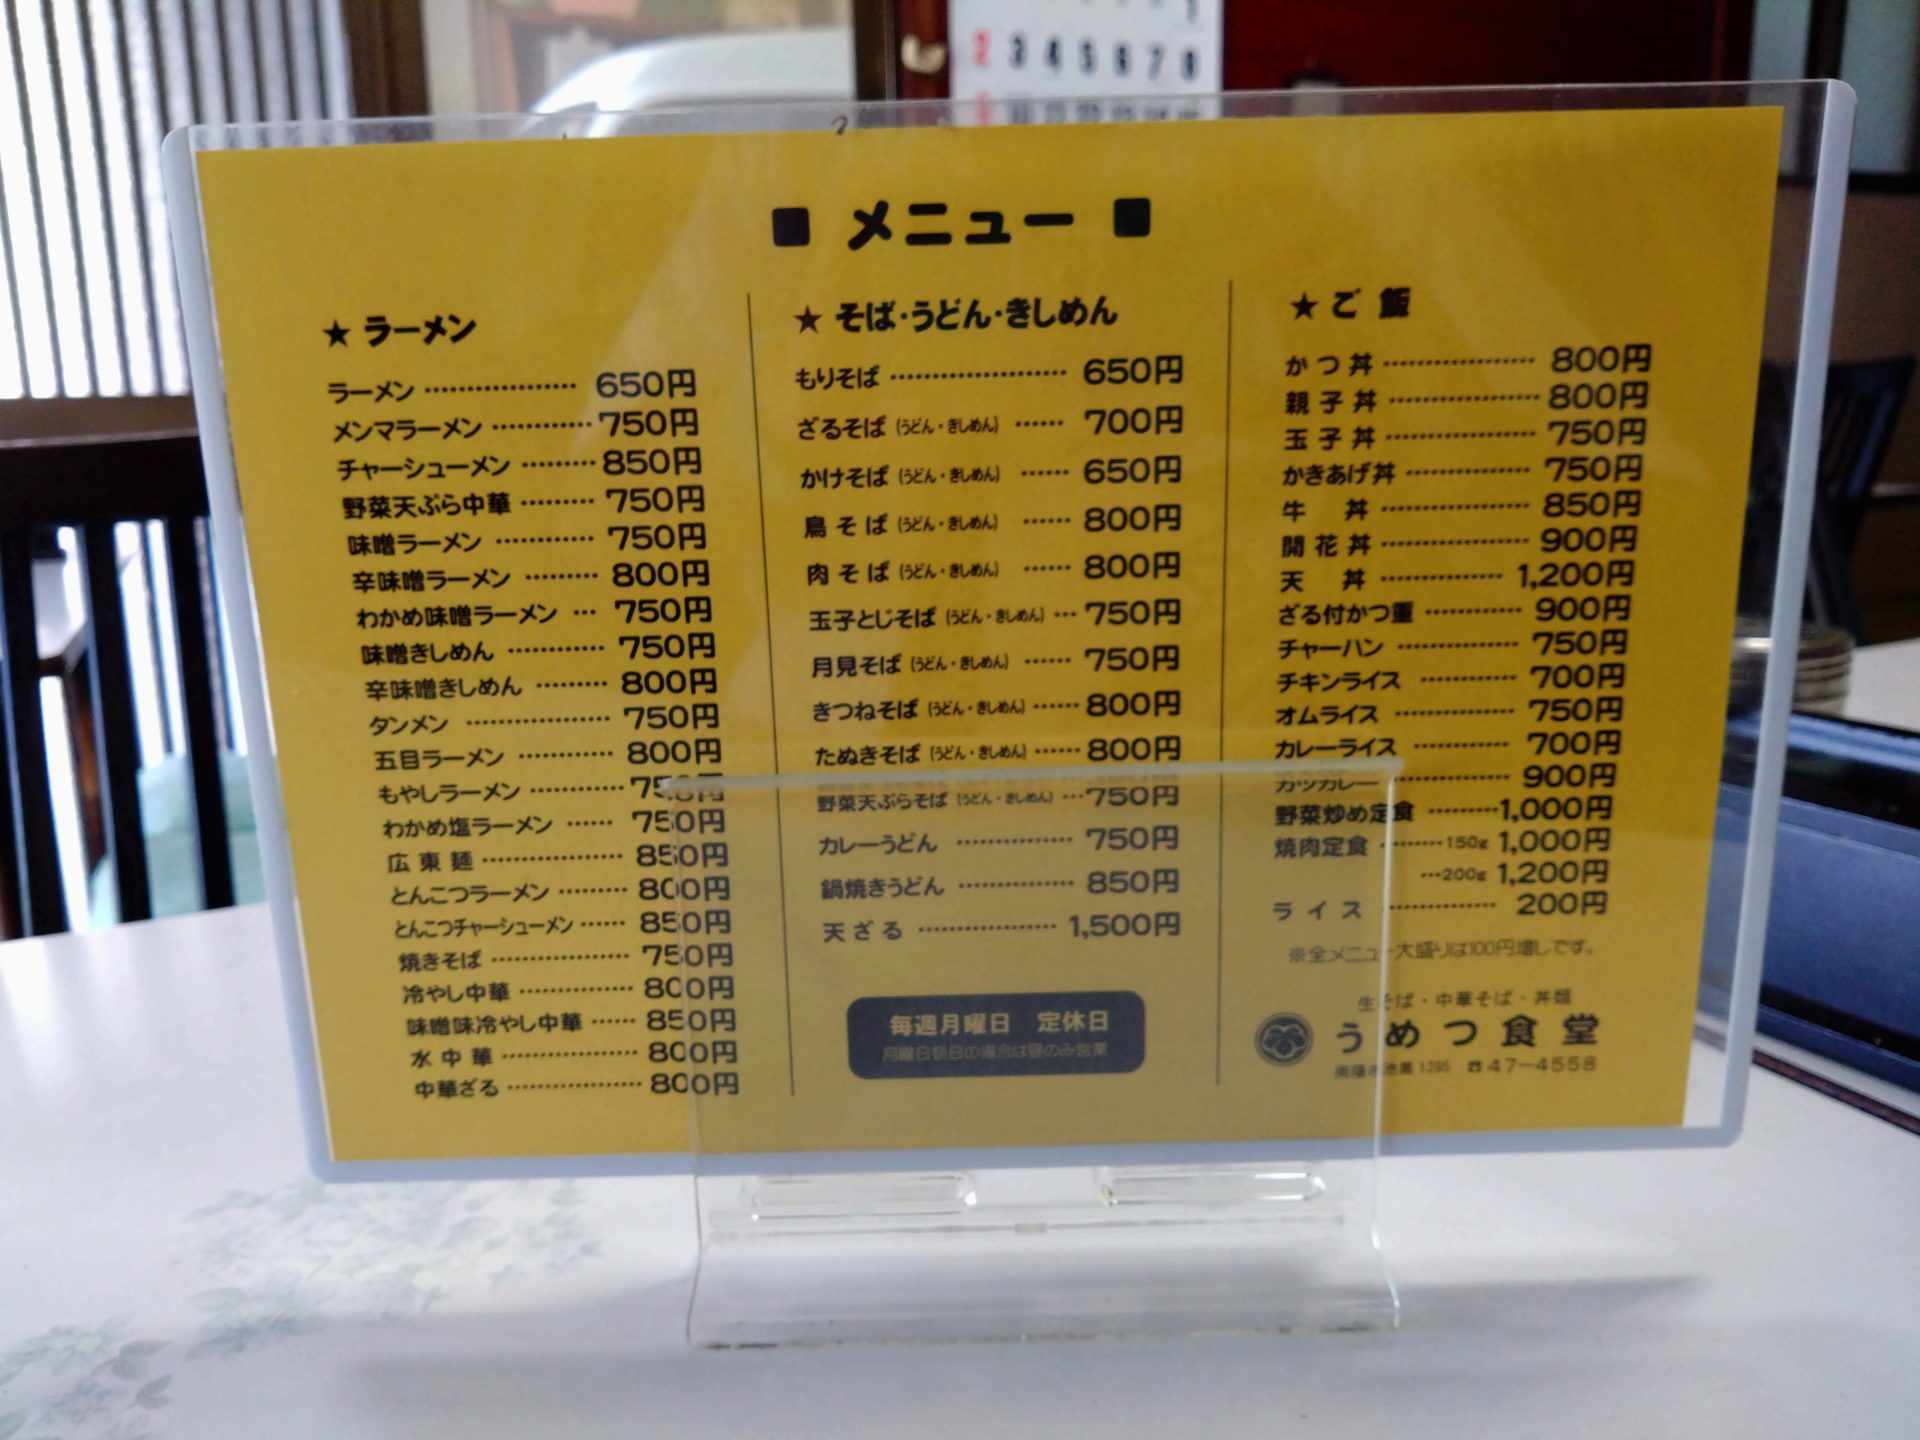 1
2 3 4 5 6 7 8
■ メニュー ■
★ ラーメン
ラーメン ……………… 650円
メンマラーメン ………… 750円
チャーシューメン ……… 850円
野菜天ぷら中華 ……… 750円
味噌ラーメン ………… 750円
辛味噌ラーメン ……… 800円
わかめ味噌ラーメン … 750円
味噌きしめん ………… 750円
辛味噌きしめん ……… 800円
タンメン ……………… 750円
五目ラーメン ………… 800円
もやしラーメン ………… 750円
わかめ塩ラーメン …… 750円
広東麺 ……………… 850円
とんこつラーメン ……… 800円
とんこつチャーシューメン …… 850円
焼きそば ……………… 750円
冷やし中華 …………… 800円
味噌味冷やし中華 …… 850円
水中華 ……………… 800円
中華ざる ……………… 800円
★ そば・うどん・きしめん
もりそば ………………… 650円
ざるそば (うどん・きしめん) …… 700円
かけそば (うどん・きしめん) …… 650円
鳥そば (うどん・きしめん) …… 800円
肉そば (うどん・きしめん) …… 800円
玉子とじそば (うどん・きしめん) … 750円
月見そば (うどん・きしめん) …… 750円
きつねそば (うどん・きしめん) …… 800円
たぬきそば (うどん・きしめん) …… 800円
野菜天ぷらそば (うどん・きしめん) … 750円
カレーうどん …………… 750円
鍋焼きうどん …………… 850円
天ざる ……………… 1,500円
毎週月曜日 定休日
月曜日祭日の場合は昼のみ営業
★ ご飯
かつ丼 ……………… 800円
親子丼 ……………… 800円
玉子丼 ……………… 750円
かきあげ丼 …………… 750円
牛丼 ……………… 850円
開花丼 ……………… 900円
天丼 …………… 1,200円
ざる付かつ重 ………… 900円
チャーハン …………… 750円
チキンライス ………… 700円
オムライス …………… 750円
カレーライス ………… 700円
カツカレー …………… 900円
野菜炒め定食 ……… 1,000円
焼肉定食 ……… 150g 1,000円
… 200g 1,200円
ライス …………… 200円
※全メニュー大盛りは100円増しです。
生そば・中華そば・丼類
うめつ食堂
南陽市池黒1395 ☎47-4558